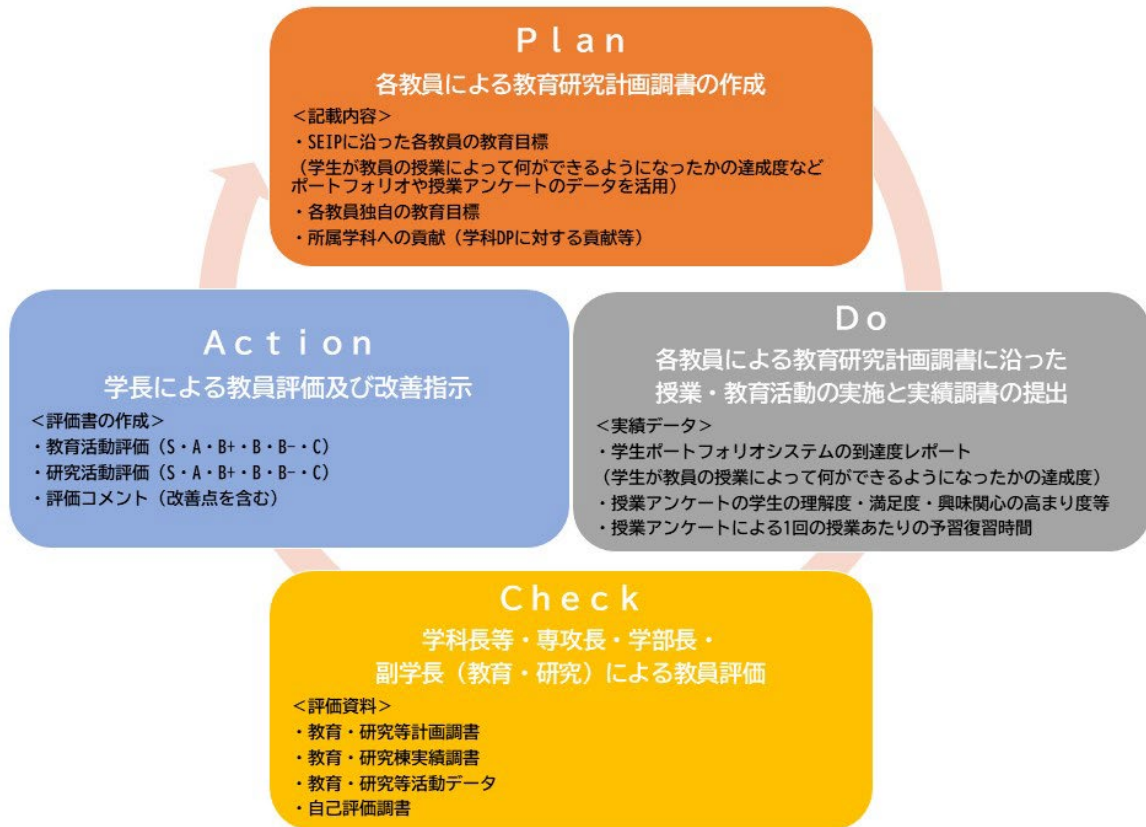 Ｐｌａｎ
各教員による教育研究計画調書の作成
＜記載内容＞
・SEIPに沿った各教員の教育目標
（学生が教員の授業によって何ができるようになったかの達成度など
ポートフォリオや授業アンケートのデータを活用）
・各教員独自の教育目標
・所属学科への貢献（学科DPに対する貢献等）
Ｄｏ
各教員による教育研究計画調書に沿った
授業・教育活動の実施と実績調書の提出
＜実績データ＞
・学生ポートフォリオシステムの到達度レポート
（学生が教員の授業によって何ができるようになったかの達成度）
・授業アンケートの学生の理解度・満足度・興味関心の高まり度等
・授業アンケートによる1回の授業あたりの予習復習時間
Ｃｈｅｃｋ
学科長等・専攻長・学部長・
副学長（教育・研究）による教員評価
＜評価資料＞
・教育・研究等計画調書
・教育・研究棟実績調書
・教育・研究等活動データ
・自己評価調書
Ａｃｔｉｏｎ
学長による教員評価及び改善指示
＜評価書の作成＞
・教育活動評価（S・A・B+・B・B-・C）
・研究活動評価（S・A・B+・B・B-・C）
・評価コメント（改善点を含む）